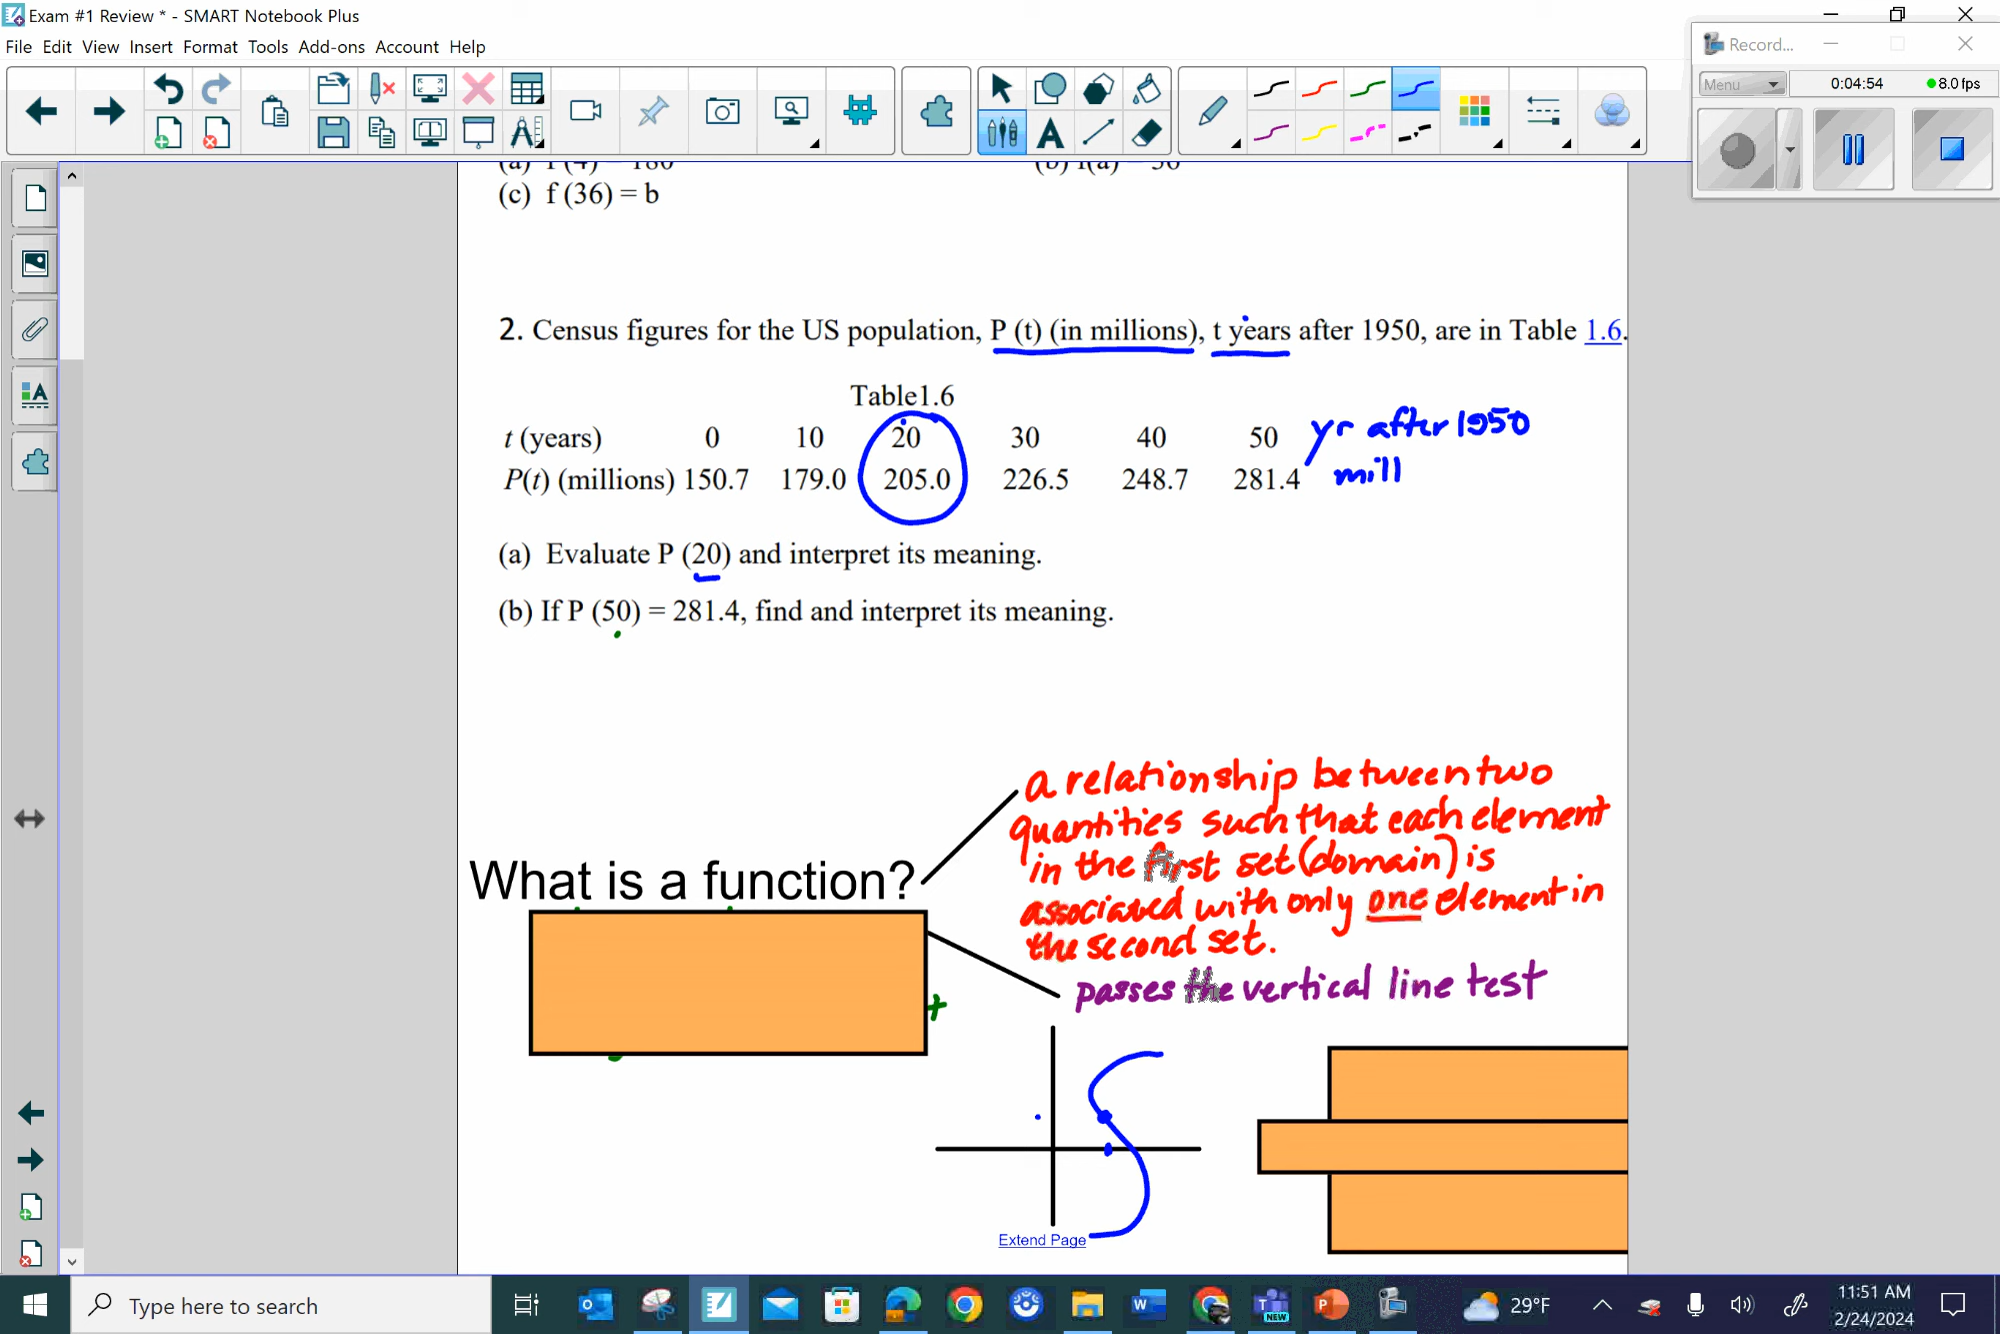 Exam #1 Review * - SMART Notebook Plus
File Edit View Insert Format Tools Add-ons Account Help
Record...
Menu 0:04:54 8.0 fps
(c) f (36) = b
2. Census figures for the US population, P (t) (in millions), t years after 1950, are in Table 1.6.
Table1.6
t (years) 0 10 20 30 40 50 yr after 1950
P(t) (millions) 150.7 179.0 205.0 226.5 248.7 281.4 mill
(a) Evaluate P (20) and interpret its meaning.
(b) If P (50) = 281.4, find and interpret its meaning.
a relationship between two
quantities such that each element
in the first set (domain) is
associated with only one element in
the second set.
What is a function?
passes the vertical line test
Extend Page
Type here to search
29°F
11:51 AM
2/24/2024